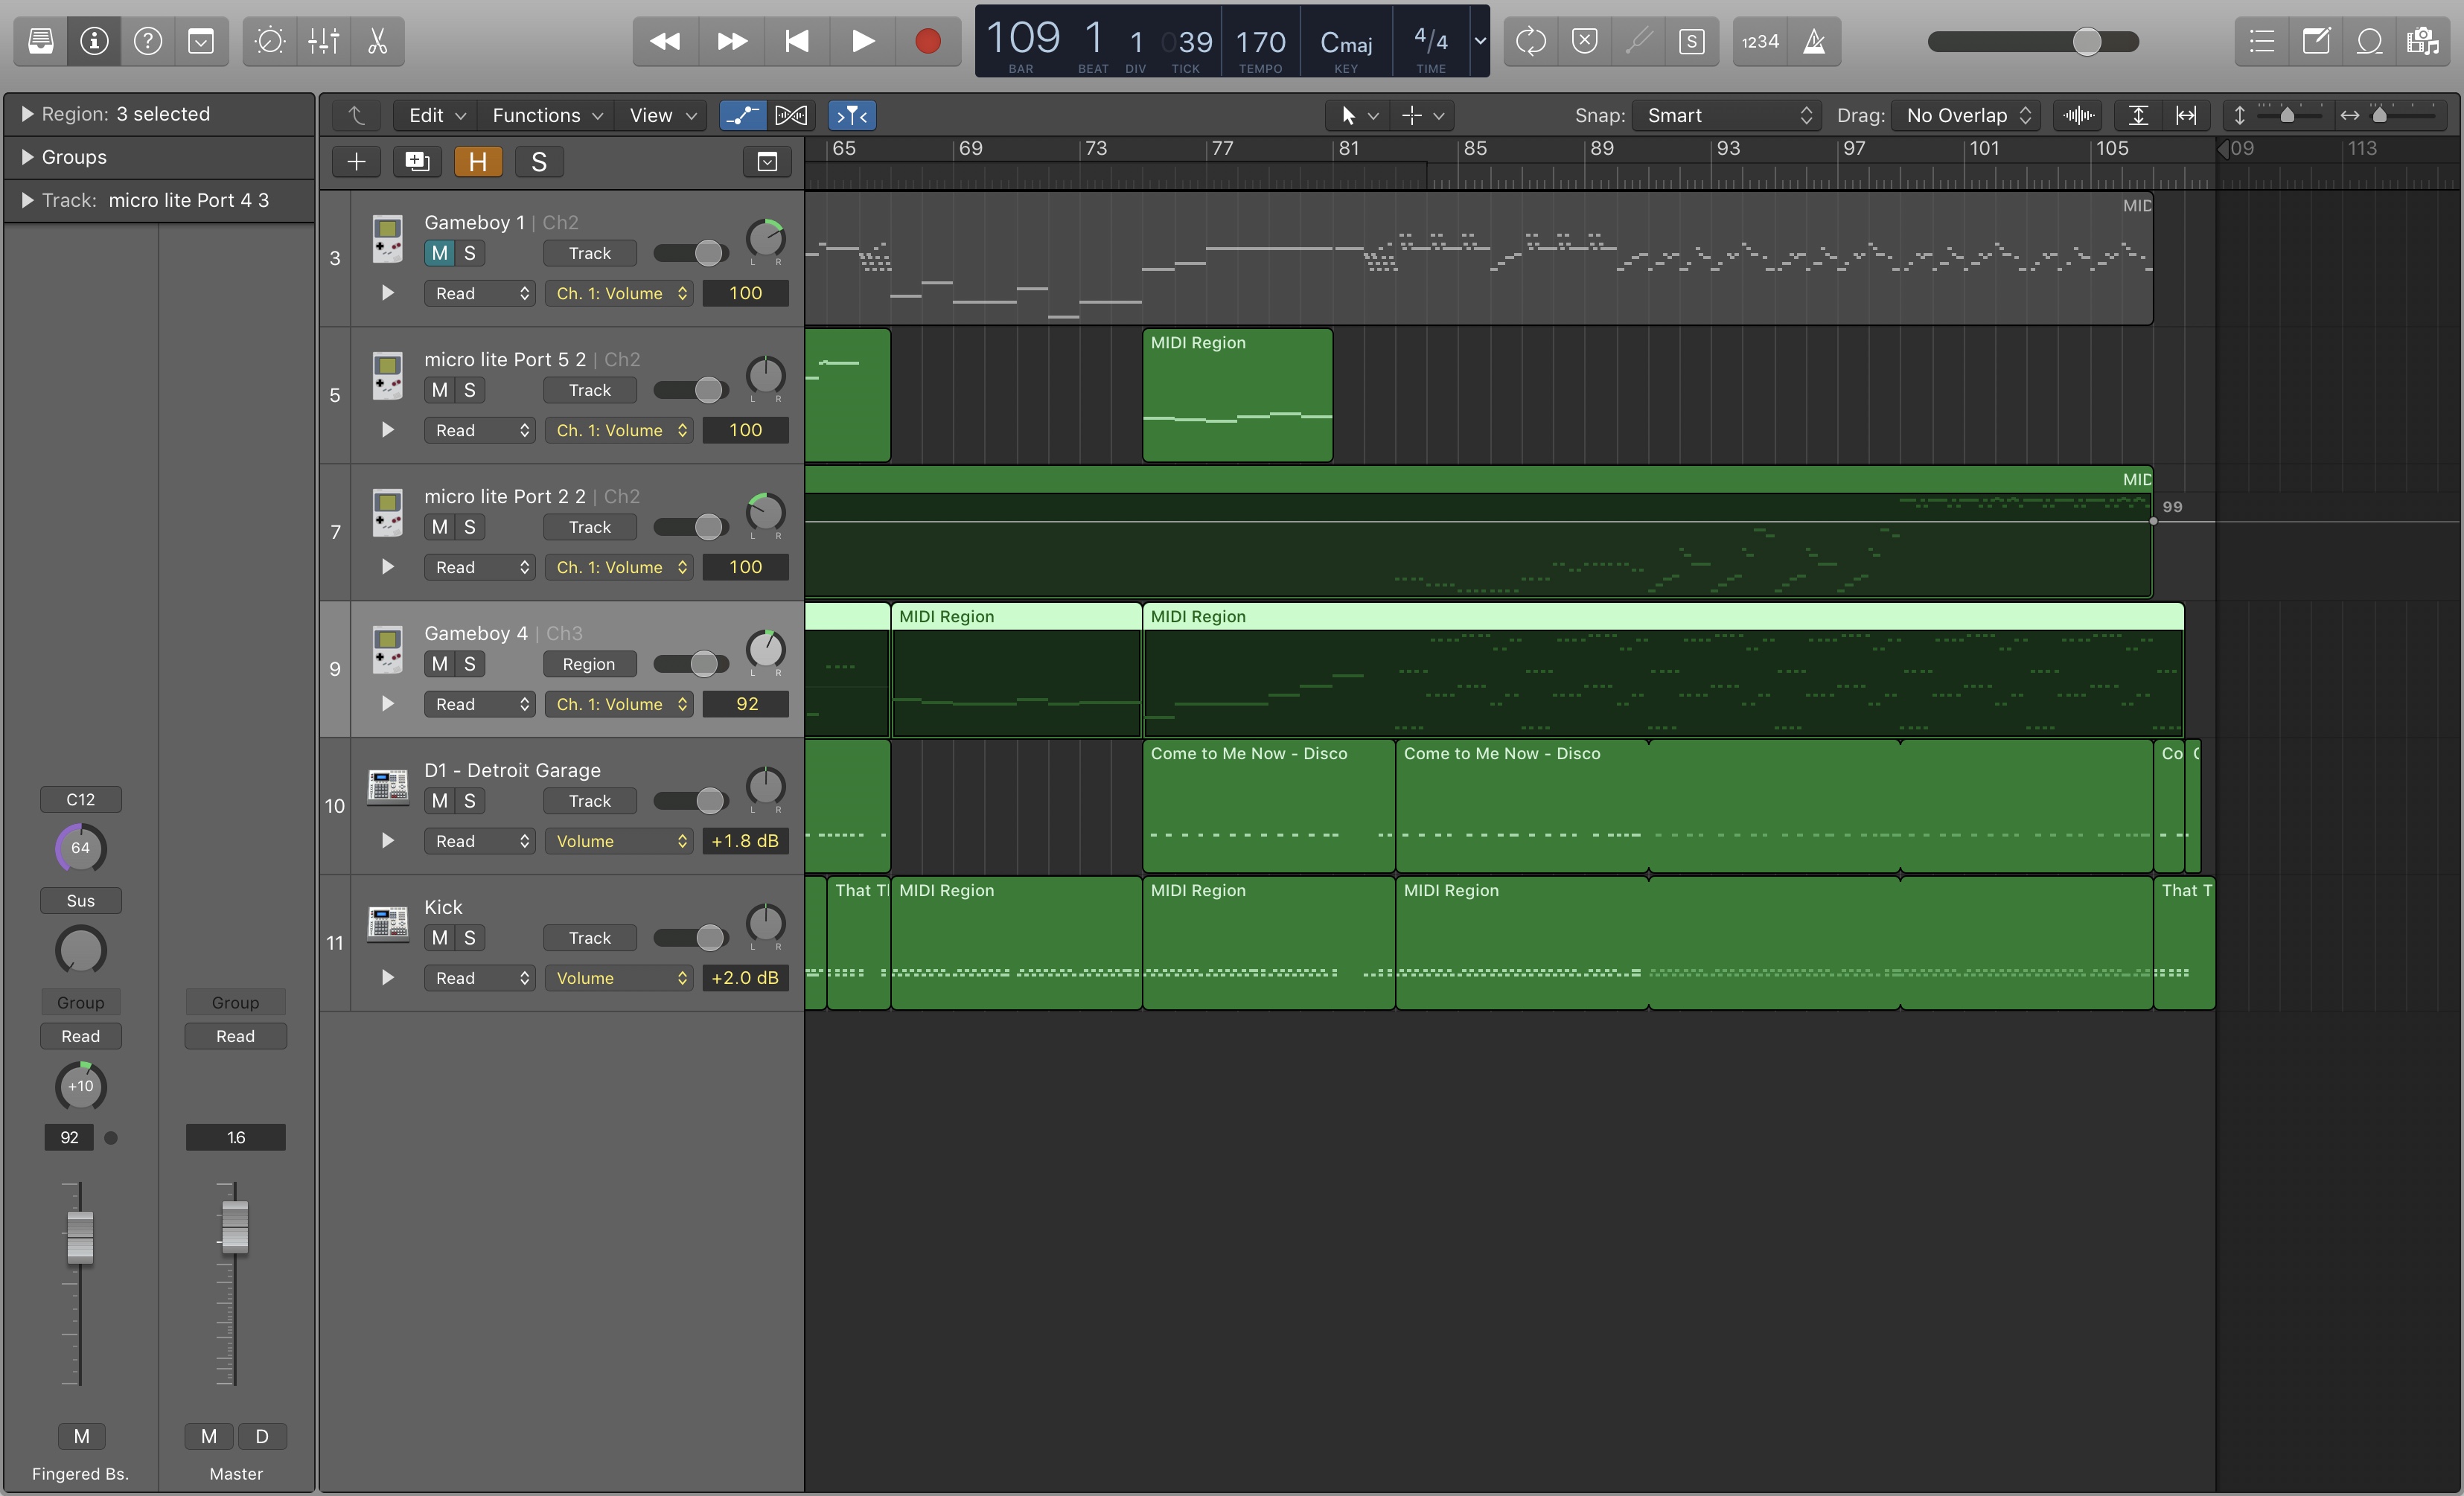 109 1 1 039 170 Cmaj 4/4
BAR BEAT DIV TICK TEMPO KEY TIME
S
1234
Region: 3 selected
Groups
Track: micro lite Port 4 3
Edit Functions View
Snap: Smart Drag: No Overlap
H S
65 69 73 77 81 85 89 93 97 101 105 09 113
3
Gameboy 1 | Ch2
M S Track
L R
Read Ch. 1: Volume 100
MID
5
micro lite Port 5 2 | Ch2
M S Track
L R
Read Ch. 1: Volume 100
MIDI Region
7
micro lite Port 2 2 | Ch2
M S Track
L R
Read Ch. 1: Volume 100
MID
99
9
Gameboy 4 | Ch3
M S Region
L R
Read Ch. 1: Volume 92
MIDI Region MIDI Region
10
D1 - Detroit Garage
M S Track
L R
Read Volume +1.8 dB
Come to Me Now - Disco Come to Me Now - Disco Co
11
Kick
M S Track
L R
Read Volume +2.0 dB
That T MIDI Region MIDI Region MIDI Region That T
C12
64
Sus
Group Group
Read Read
+10
92 1.6
M M D
Fingered Bs. Master